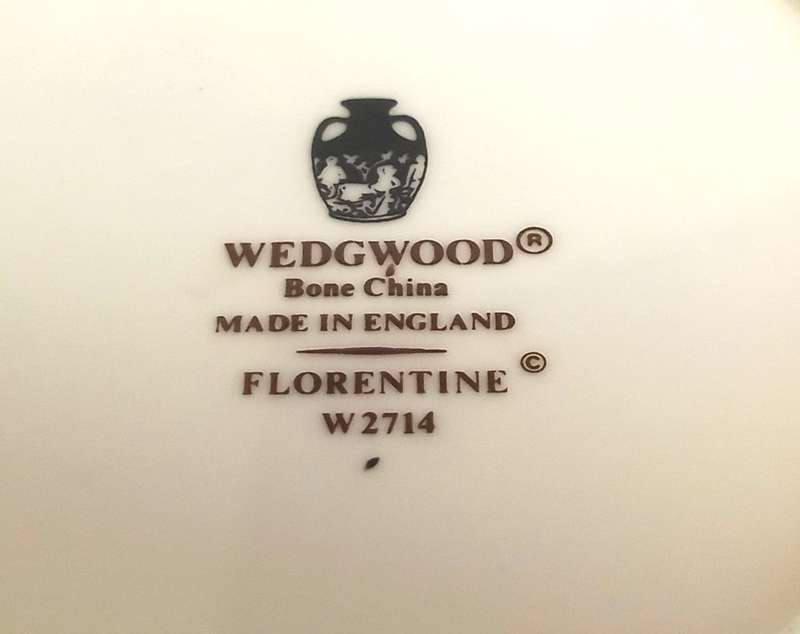 WEDGWOOD®
Bone China
MADE IN ENGLAND
FLORENTINE ©
W2714